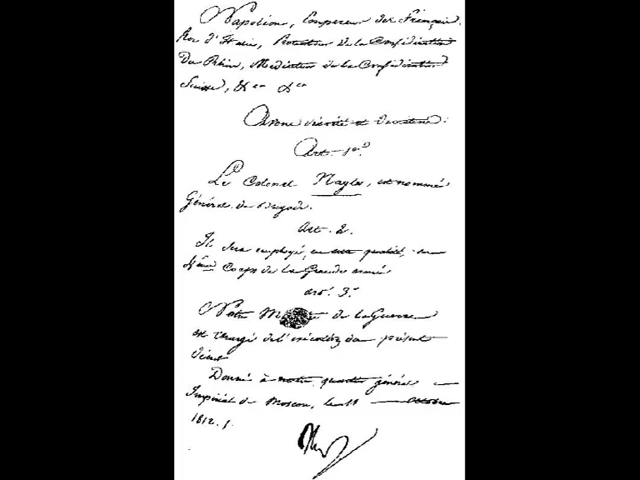 Napoléon, Empereur des Français.
Roi d'Italie, Protecteur de la Confédération
Du Rhin, Médiateur de la Confédération
Suisse, &ca &ca
Avons décrété et décrétons:
Art. 1er
Le Colonel Nagle, est nommé
Général de Brigade.
Art. 2.
Il sera employé, en cette qualité, au
Corps de la Grande armée
art. 3.
Notre de la Guerre
est chargé de l'exécution du présent
Décret
Donné à notre quartier général
Impérial de Moscou, le 11 octobre
1812.